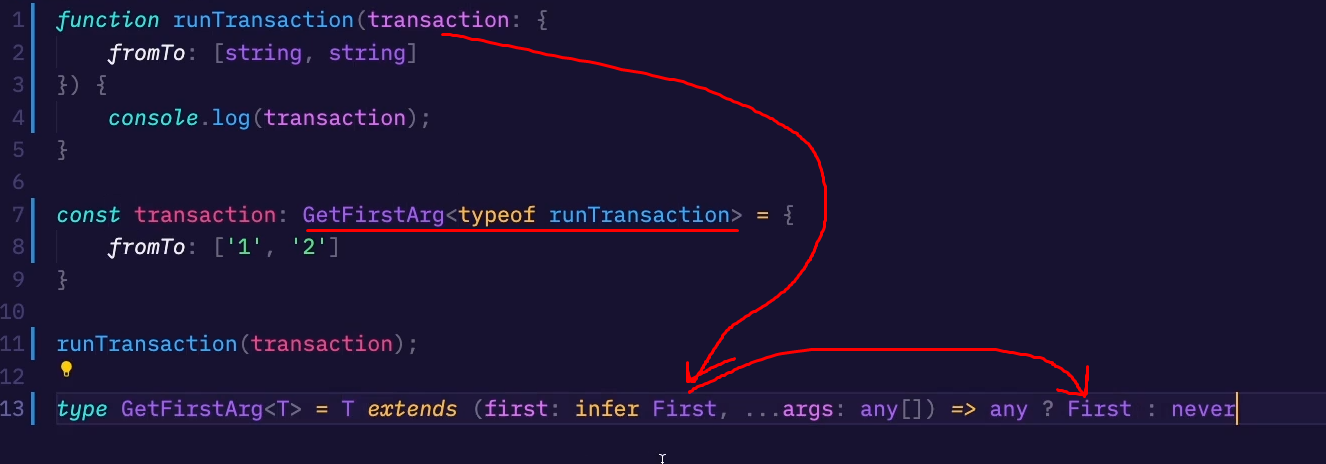 1 function runTransaction(transaction: {
2 fromTo: [string, string]
3 }) {
4 console.log(transaction);
5 }
6
7 const transaction: GetFirstArg<typeof runTransaction> = {
8 fromTo: ['1', '2']
9 }
10
11 runTransaction(transaction);
12
13 type GetFirstArg<T> = T extends (first: infer First, ...args: any[]) => any ? First : never